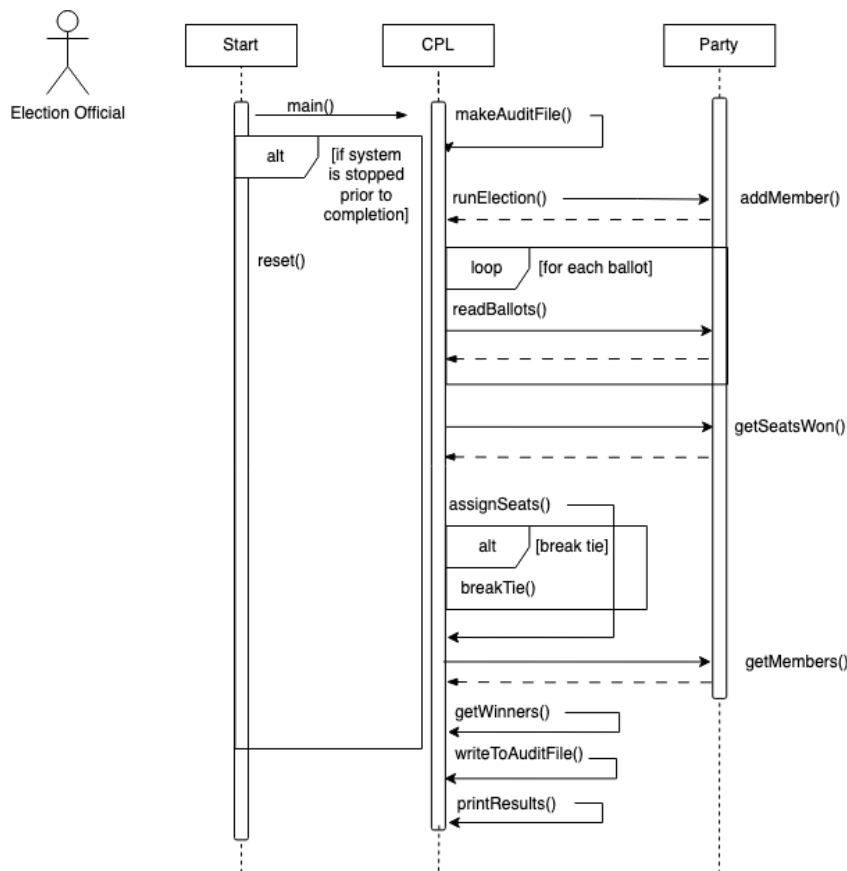 Start
CPL
Party
Election Official
main()
makeAuditFile()
alt
[if system
is stopped
prior to
completion]
runElection()
addMember()
reset()
loop
[for each ballot]
readBallots()
getSeatsWon()
assignSeats()
alt
[break tie]
breakTie()
getMembers()
getWinners()
writeToAuditFile()
printResults()